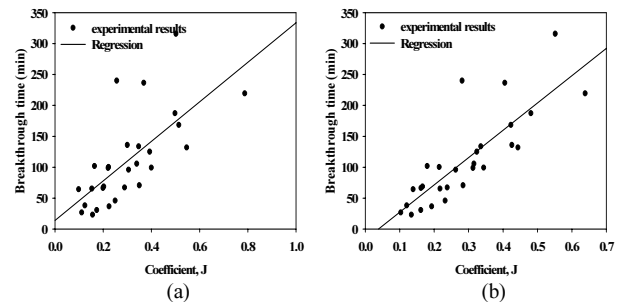 350
300
250
200
150
100
50
0
Breakthrough time (min)
experimental results
Regression
0.0 0.2 0.4 0.6 0.8 1.0
Coefficient, J
(a)
350
300
250
200
150
100
50
0
Breakthrough time (min)
experimental results
Regression
0.0 0.1 0.2 0.3 0.4 0.5 0.6 0.7
Coefficient, J
(b)